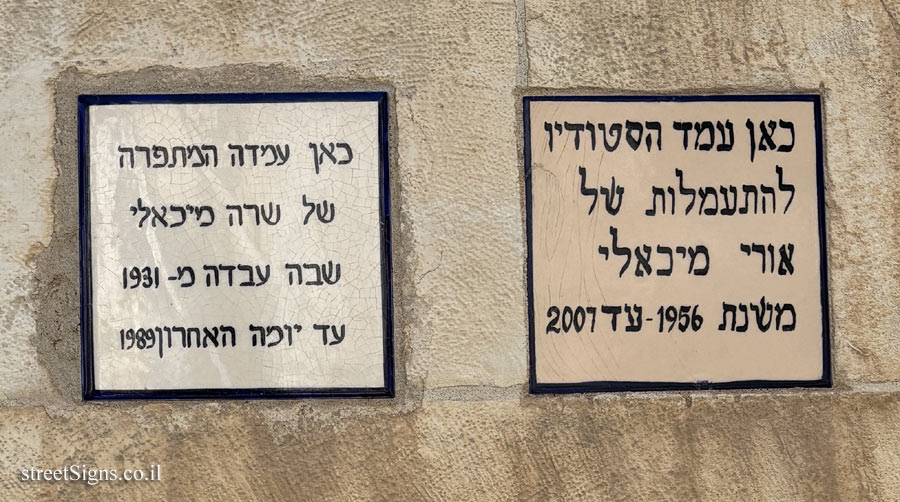 כאן עמד הסטודיו
להתעמלות של
אורי מיכאלי
משנת 1956-עד 2001
כאן עמדה המתפרה
של שרה מיכאלי
שבה עבדה מ-1931
עד יומה האחרון 1989
streetSigns.co.il